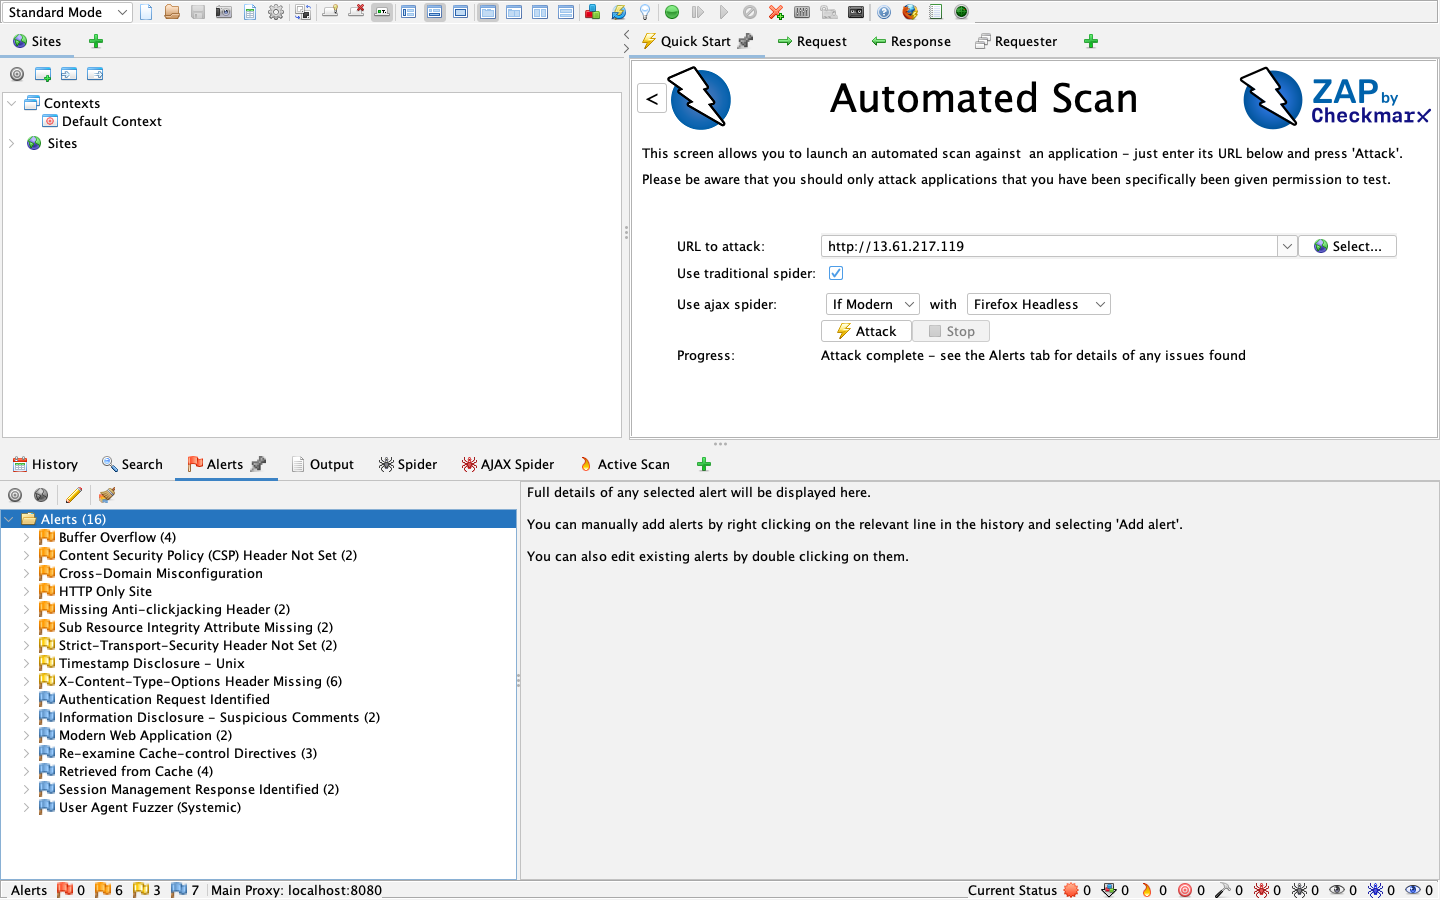 Standard Mode
Sites
Quick Start
Request
Response
Requester
Contexts
Default Context
Sites
<
Automated Scan
ZAP by
Checkmarx
This screen allows you to launch an automated scan against  an application – just enter its URL below and press 'Attack'.
Please be aware that you should only attack applications that you have been specifically been given permission to test.
URL to attack:
http://13.61.217.119
Select...
Use traditional spider:
Use ajax spider:
If Modern
with
Firefox Headless
Attack
Stop
Progress:
Attack complete – see the Alerts tab for details of any issues found
History
Search
Alerts
Output
Spider
AJAX Spider
Active Scan
Alerts (16)
Buffer Overflow (4)
Content Security Policy (CSP) Header Not Set (2)
Cross-Domain Misconfiguration
HTTP Only Site
Missing Anti-clickjacking Header (2)
Sub Resource Integrity Attribute Missing (2)
Strict-Transport-Security Header Not Set (2)
Timestamp Disclosure - Unix
X-Content-Type-Options Header Missing (6)
Authentication Request Identified
Information Disclosure - Suspicious Comments (2)
Modern Web Application (2)
Re-examine Cache-control Directives (3)
Retrieved from Cache (4)
Session Management Response Identified (2)
User Agent Fuzzer (Systemic)
Full details of any selected alert will be displayed here.
You can manually add alerts by right clicking on the relevant line in the history and selecting 'Add alert'.
You can also edit existing alerts by double clicking on them.
Alerts 0 6 3 7 Main Proxy: localhost:8080
Current Status 0 0 0 0 0 0 0 0 0 0